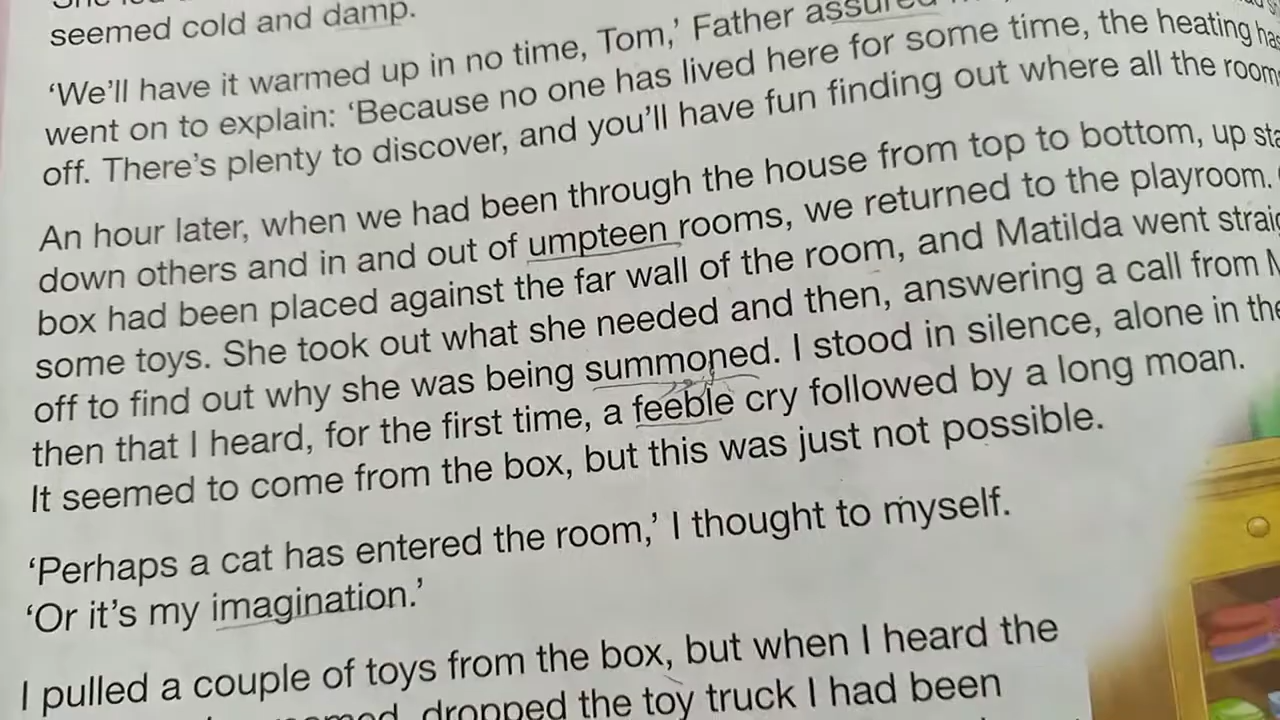 seemed cold and damp.
‘We’ll have it warmed up in no time, Tom,’ Father assured
went on to explain: ‘Because no one has lived here for some time, the heating has
off. There’s plenty to discover, and you’ll have fun finding out where all the
An hour later, when we had been through the house from top to bottom, up
down others and in and out of umpteen rooms, we returned to the playroom.
box had been placed against the far wall of the room, and Matilda went
some toys. She took out what she needed and then, answering a call from
off to find out why she was being summoned. I stood in silence, alone in the
then that I heard, for the first time, a feeble cry followed by a long moan.
It seemed to come from the box, but this was just not possible.
‘Perhaps a cat has entered the room,’ I thought to myself.
‘Or it’s my imagination.’
I pulled a couple of toys from the box, but when I heard the
dropped the toy truck I had been